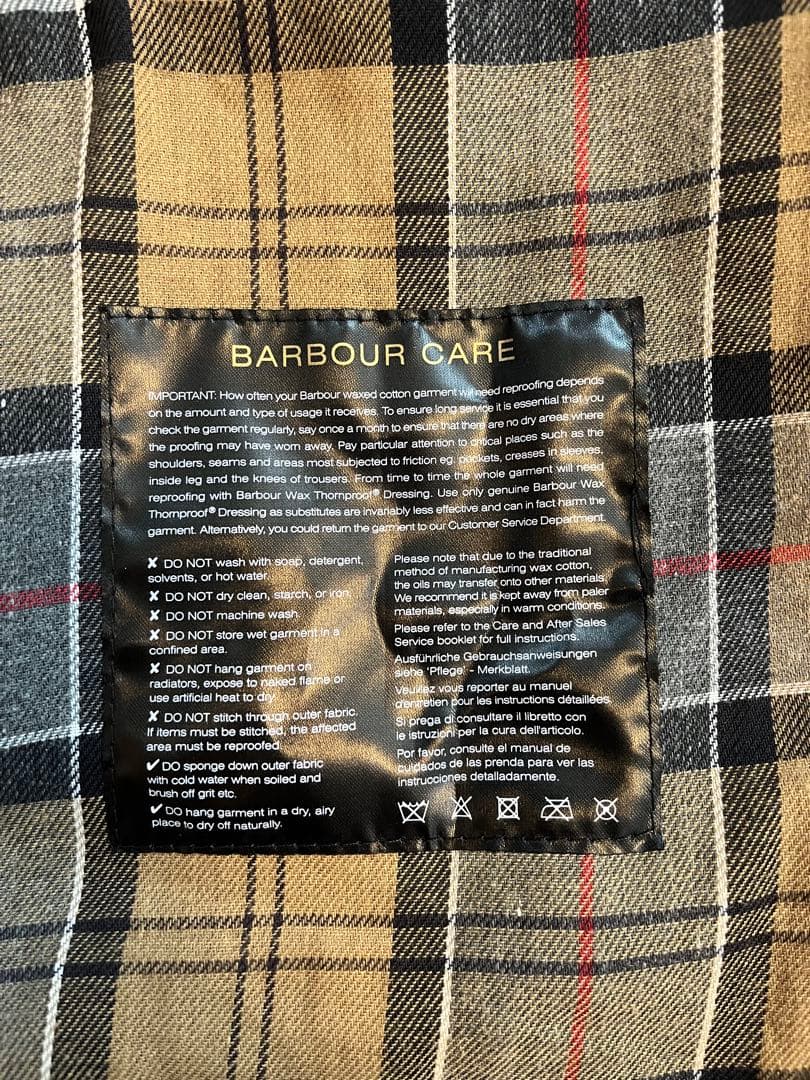 BARBOUR CARE
IMPORTANT: How often your Barbour waxed cotton garment will need reproofing depends
on the amount and type of usage it receives. To ensure long service it is essential that you
check the garment regularly, say once a month to ensure that there are no dry areas where
the proofing may have worn away. Pay particular attention to critical places such as the
shoulders, seams and areas most subjected to friction eg. pockets, creases in sleeves,
inside leg and the knees of trousers. From time to time the whole garment will need
reproofing with Barbour Wax Thornproof® Dressing. Use only genuine Barbour Wax
Thornproof® Dressing as substitutes are invariably less effective and can in fact harm the
garment. Alternatively, you could return the garment to our Customer Service Department.
✘ DO NOT wash with soap, detergent,
solvents, or hot water.
✘ DO NOT dry clean, starch, or iron.
✘ DO NOT machine wash.
✘ DO NOT store wet garment in a
confined area.
✘ DO NOT hang garment on
radiators, expose to naked flame or
use artificial heat to dry.
✘ DO NOT stitch through outer fabric.
If items must be stitched, the affected
area must be reproofed.
✔ DO sponge down outer fabric
with cold water when soiled and
brush off grit etc.
✔ DO hang garment in a dry, airy
place to dry off naturally.
Please note that due to the traditional
method of manufacturing wax cotton,
the oils may transfer onto other materials.
We recommend it is kept away from paler
materials, especially in warm conditions.
Please refer to the Care and After Sales
Service booklet for full instructions.
Ausführliche Gebrauchsanweisungen
siehe 'Pflege' - Merkblatt.
Veuillez vous reporter au manuel
d'entretien pour les instructions détaillées.
Si prega di consultare il libretto con
le istruzioni per la cura dell'articolo.
Por favor, consulte el manual de
cuidados de las prenda para ver las
instrucciones detalladamente.